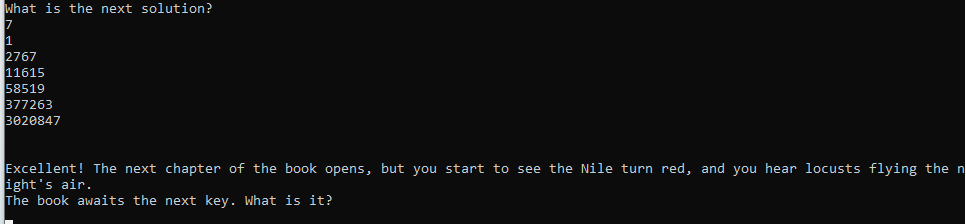 What is the next solution?
7
1
2767
11615
58519
377263
3020847
Excellent! The next chapter of the book opens, but you start to see the Nile turn red, and you hear locusts flying the n
ight's air.
The book awaits the next key. What is it?